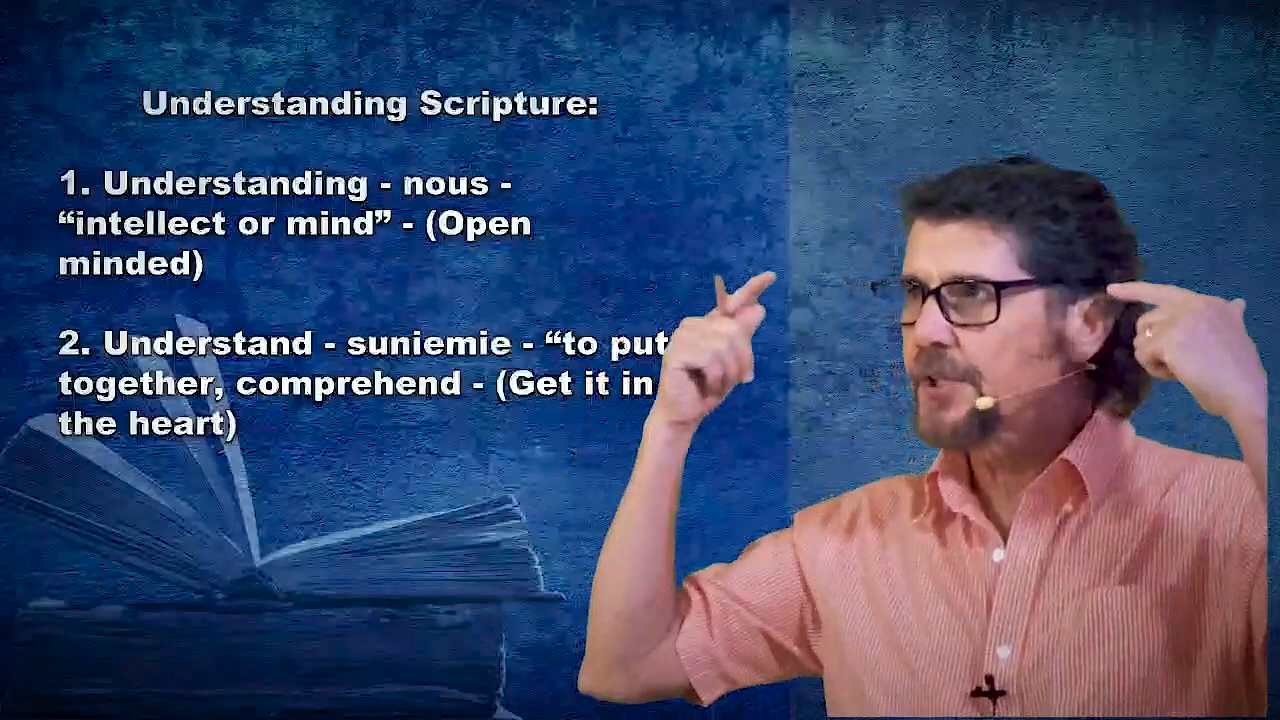 Understanding Scripture:
1. Understanding - nous -
“intellect or mind” - (Open
minded)
2. Understand - suniemie - “to put
together, comprehend - (Get it in
the heart)